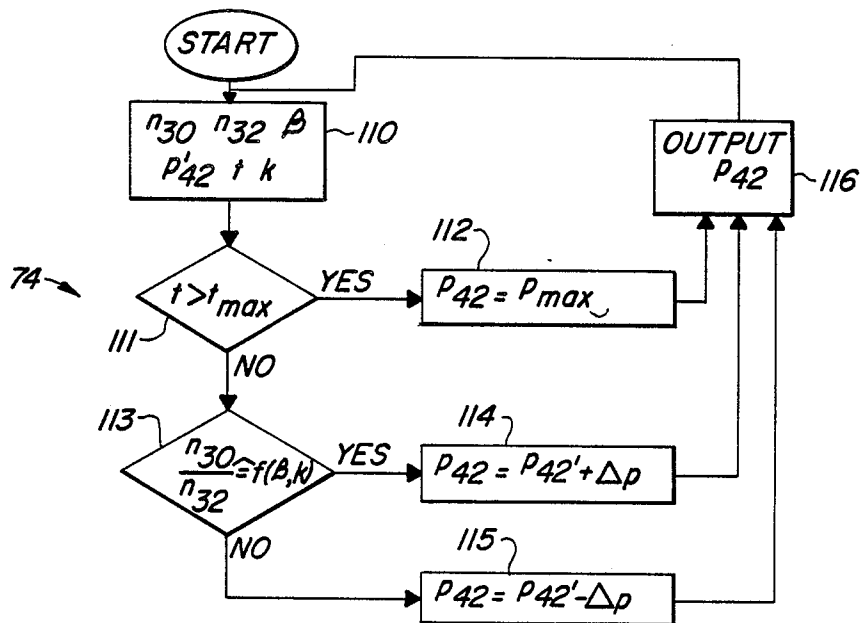 START
n30 n32 β
p'42 t k
110
OUTPUT
p42
116
112
74
t>tmax
YES
p42 = pmax
111
NO
113
114
n30/n32 ≙ f(β,k)
YES
p42 = p42' + Δp
NO
115
p42 = p42' - Δp